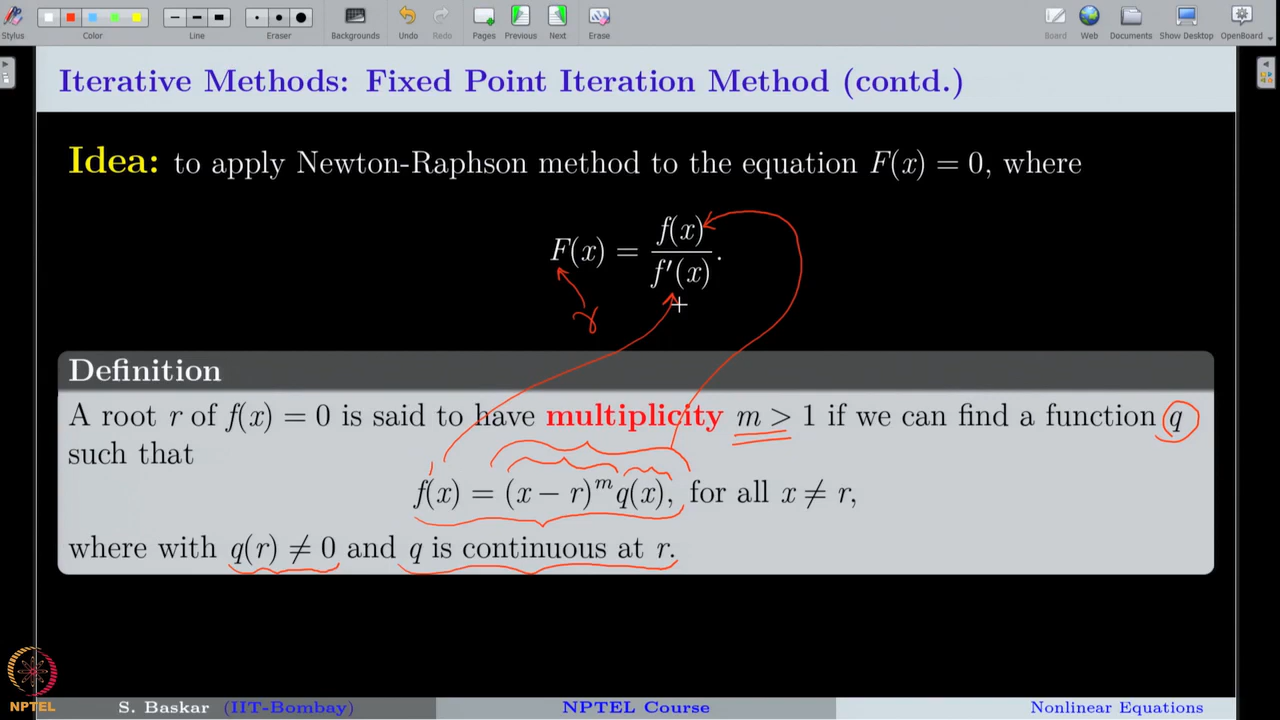 Stylus
Color
Line
Eraser
Backgrounds
Undo
Redo
Pages
Previous
Next
Erase
Board
Web
Documents
Show Desktop
OpenBoard
Iterative Methods: Fixed Point Iteration Method (contd.)
Idea: to apply Newton-Raphson method to the equation F(x) = 0, where
F(x) = f(x) / f′(x).
r
Definition
A root r of f(x) = 0 is said to have multiplicity m > 1 if we can find a function q
such that
f(x) = (x − r)^m q(x), for all x ≠ r,
where with q(r) ≠ 0 and q is continuous at r.
NPTEL
S. Baskar (IIT-Bombay)
NPTEL Course
Nonlinear Equations